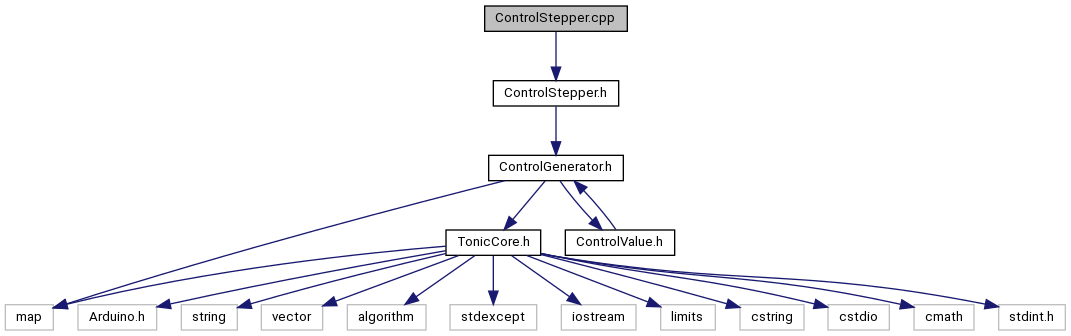 ControlStepper.cpp
ControlStepper.h
ControlGenerator.h
TonicCore.h
ControlValue.h
map
Arduino.h
string
vector
algorithm
stdexcept
iostream
limits
cstring
cstdio
cmath
stdint.h